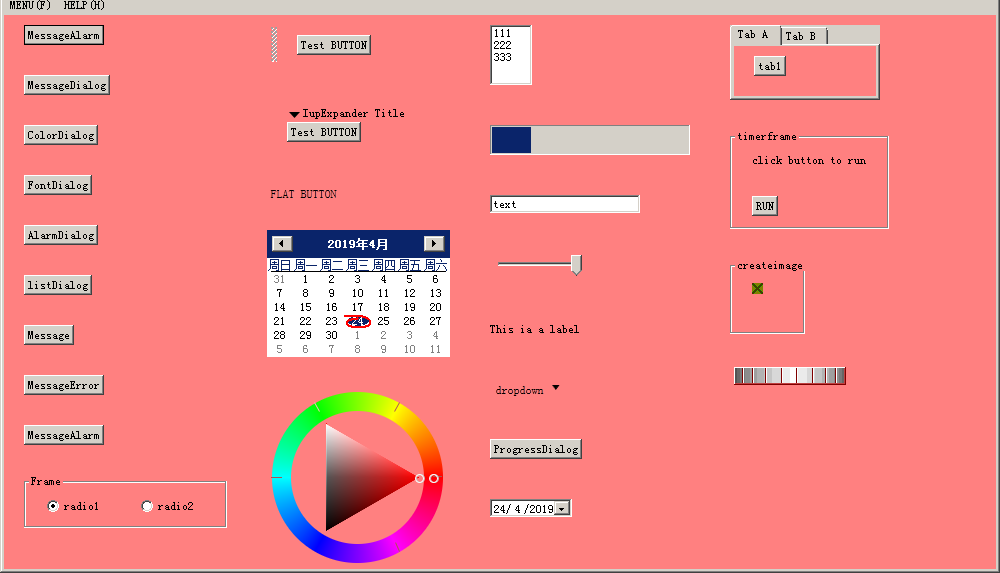 MENU(F) HELP(H)
MessageAlarm
MessageDialog
ColorDialog
FontDialog
AlarmDialog
listDialog
Message
MessageError
MessageAlarm
Frame
radio1 radio2
Test BUTTON
IupExpander Title
Test BUTTON
FLAT BUTTON
2019年4月
周日 周一 周二 周三 周四 周五 周六
31 1 2 3 4 5 6
7 8 9 10 11 12 13
14 15 16 17 18 19 20
21 22 23 24 25 26 27
28 29 30 1 2 3 4
5 6 7 8 9 10 11
111
222
333
text
This ia a label
dropdown
ProgressDialog
24/ 4 /2019
Tab A Tab B
tab1
timerframe
click button to run
RUN
createimage